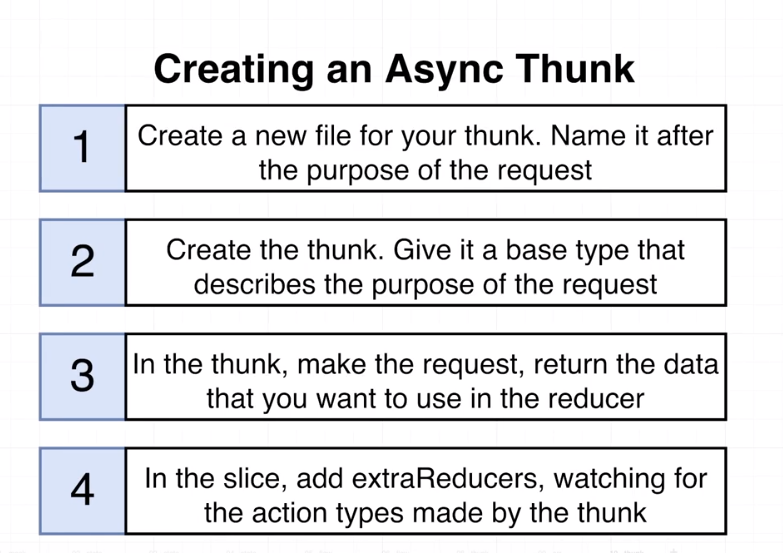 Creating an Async Thunk
1
Create a new file for your thunk. Name it after
the purpose of the request
2
Create the thunk. Give it a base type that
describes the purpose of the request
3
In the thunk, make the request, return the data
that you want to use in the reducer
4
In the slice, add extraReducers, watching for
the action types made by the thunk